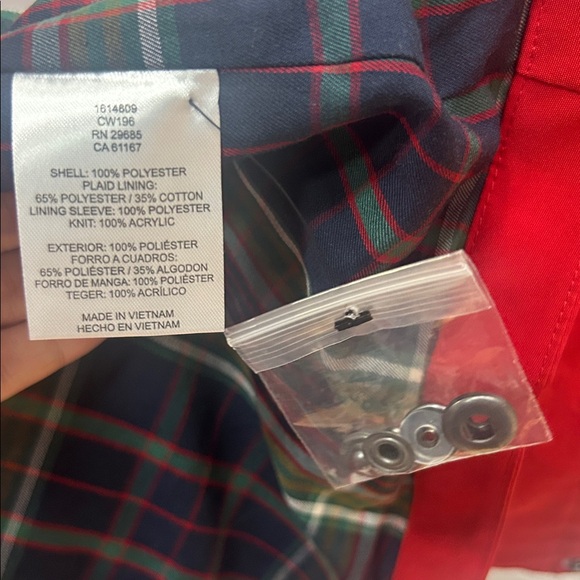 1614609
CW196
RN 29685
CA 61167
SHELL: 100% POLYESTER
PLAID LINING:
65% POLYESTER / 35% COTTON
LINING SLEEVE: 100% POLYESTER
KNIT: 100% ACRYLIC
EXTERIOR: 100% POLIÉSTER
FORRO A CUADROS:
65% POLIÉSTER / 35% ALGODON
FORRO DE MANGA: 100% POLIÉSTER
TEGER: 100% ACRÍLICO
MADE IN VIETNAM
HECHO EN VIETNAM